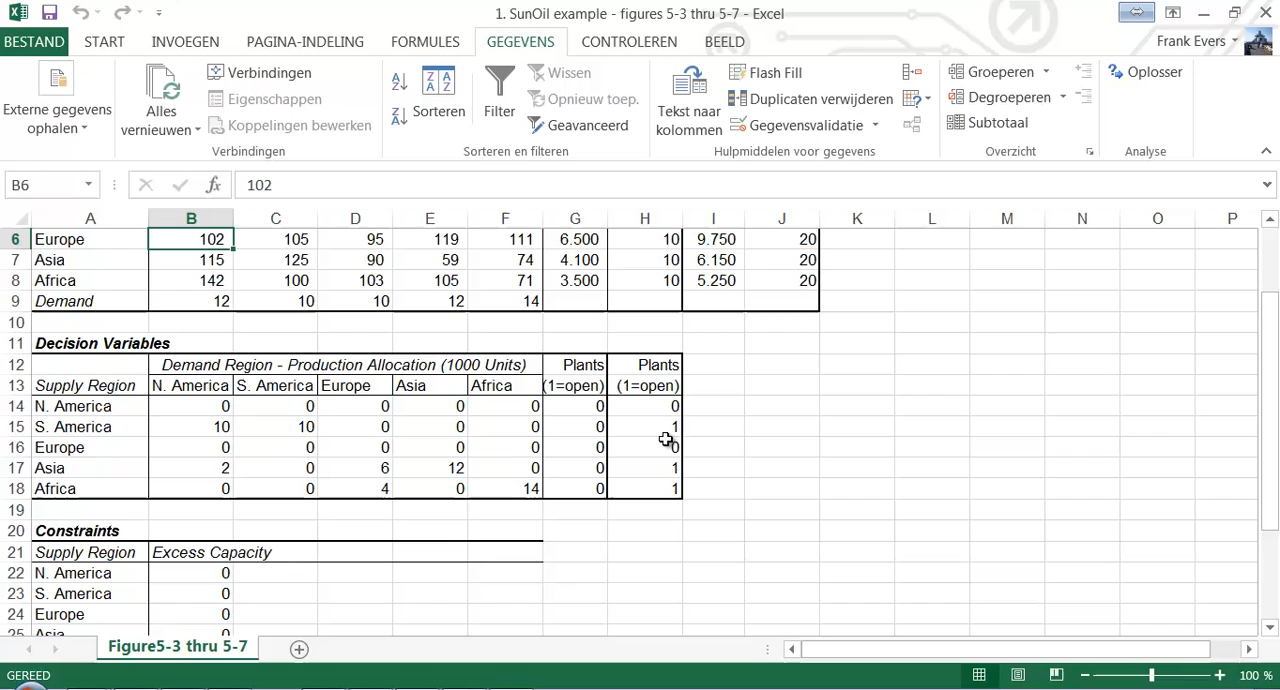 1. SunOil example - figures 5-3 thru 5-7 - Excel
BESTAND START INVOEGEN PAGINA-INDELING FORMULES GEGEVENS CONTROLEREN BEELD Frank Evers
Externe gegevens ophalen
Alles vernieuwen
Verbindingen
Eigenschappen
Koppelingen bewerken
Verbindingen
Sorteren
Filter
Wissen
Opnieuw toep.
Geavanceerd
Sorteren en filteren
Tekst naar kolommen
Flash Fill
Duplicaten verwijderen
Gegevensvalidatie
Hulpmiddelen voor gegevens
Groeperen
Degroeperen
Subtotaal
Overzicht
Oplosser
Analyse
B6 fx 102
A B C D E F G H I J K L M N O P
6 Europe 102 105 95 119 111 6.500 10 9.750 20
7 Asia 115 125 90 59 74 4.100 10 6.150 20
8 Africa 142 100 103 105 71 3.500 10 5.250 20
9 Demand 12 10 10 12 14
10
11 Decision Variables
12 Demand Region - Production Allocation (1000 Units) Plants Plants
13 Supply Region N. America S. America Europe Asia Africa (1=open) (1=open)
14 N. America 0 0 0 0 0 0 0
15 S. America 10 10 0 0 0 0 1
16 Europe 0 0 0 0 0 0 0
17 Asia 2 0 6 12 0 0 1
18 Africa 0 0 4 0 14 0 1
19
20 Constraints
21 Supply Region Excess Capacity
22 N. America 0
23 S. America 0
24 Europe 0
25 Asia 0
Figure5-3 thru 5-7
GEREED 100 %